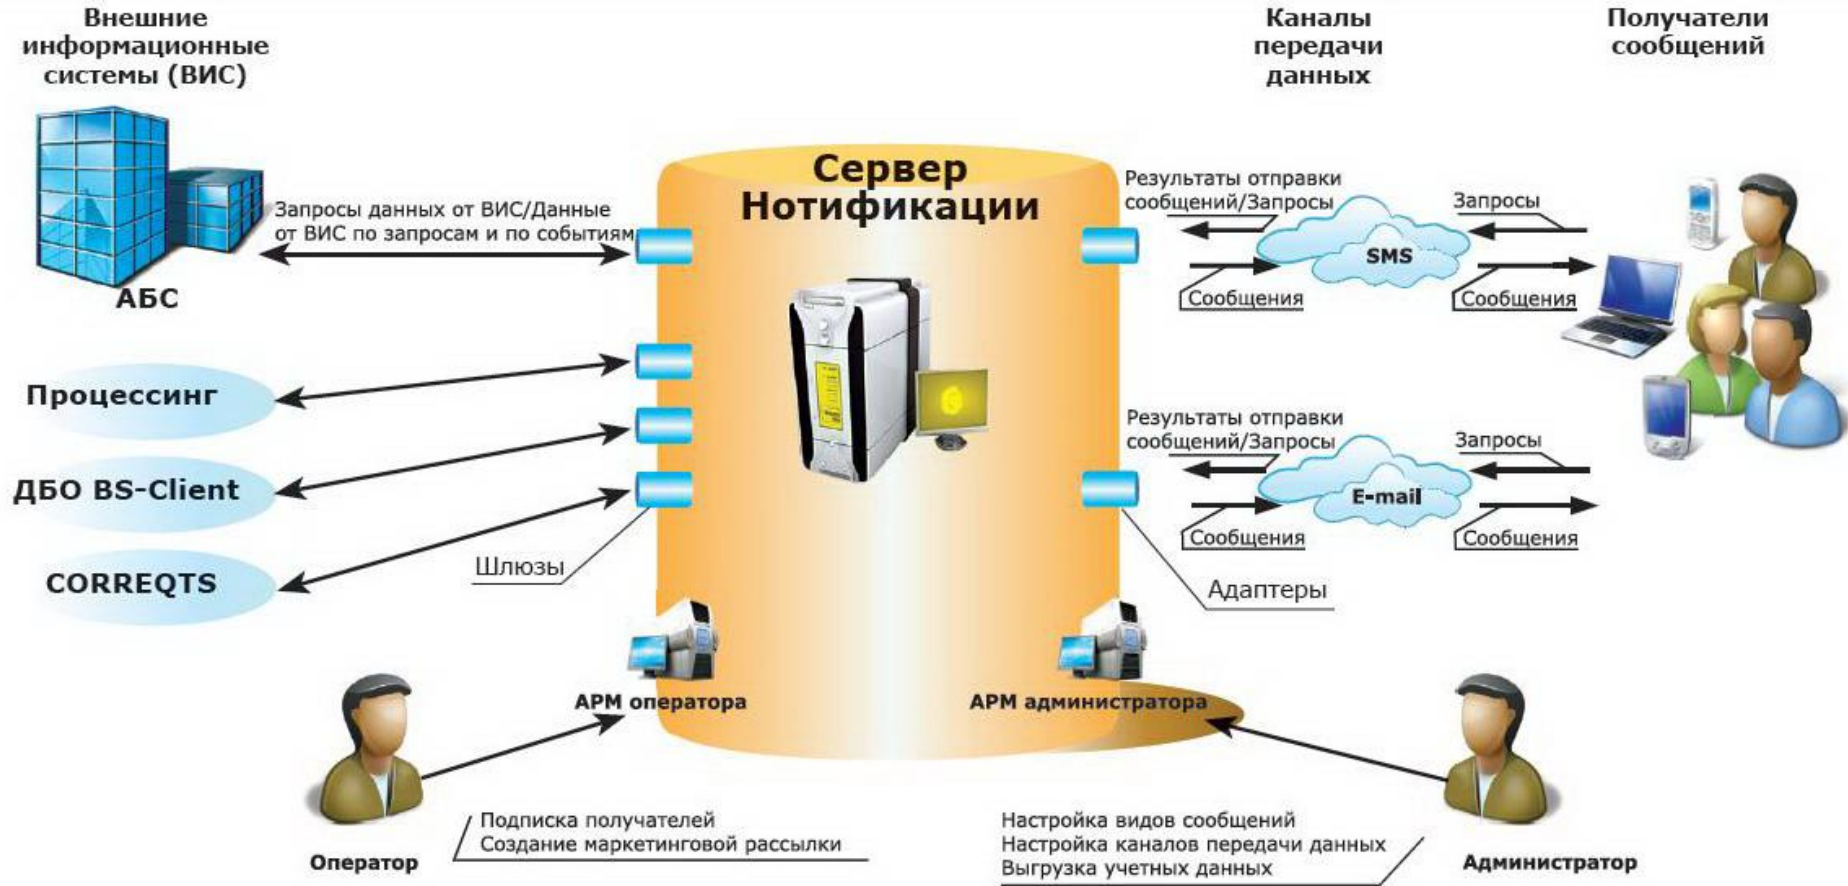 Внешние
информационные
системы (ВИС)
Каналы
передачи
данных
Получатели
сообщений
Сервер
Нотификации
Запросы данных от ВИС/Данные
от ВИС по запросам и по событиям
АБС
Процессинг
ДБО BS-Client
CORREQTS
Шлюзы
Результаты отправки
сообщений/Запросы
Запросы
SMS
Сообщения
Сообщения
Результаты отправки
сообщений/Запросы
Запросы
E-mail
Сообщения
Сообщения
Адаптеры
АРМ оператора
АРМ администратора
Подписка получателей
Создание маркетинговой рассылки
Оператор
Настройка видов сообщений
Настройка каналов передачи данных
Выгрузка учетных данных
Администратор